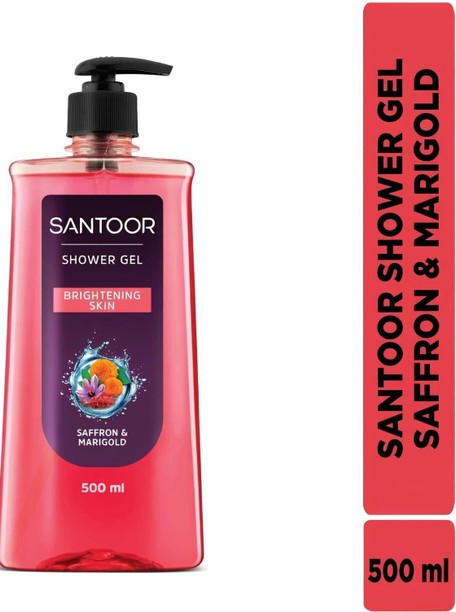 SANTOOR
SHOWER GEL
BRIGHTENING
SKIN
SAFFRON &
MARIGOLD
500 ml
SANTOOR SHOWER GEL
SAFFRON & MARIGOLD
500 ml